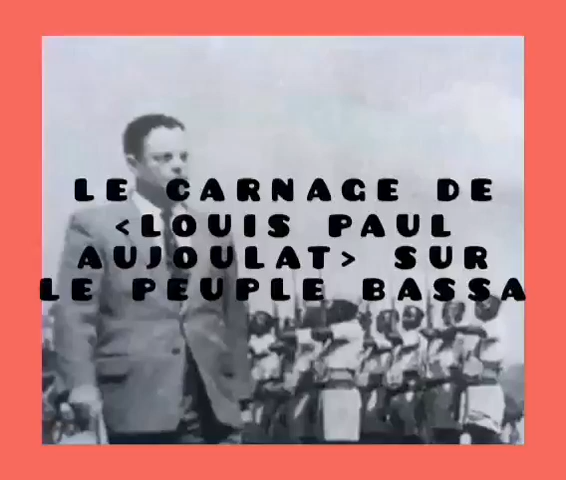 LE CARNAGE DE
<LOUIS PAUL
AUJOULAT> SUR
LE PEUPLE BASSA